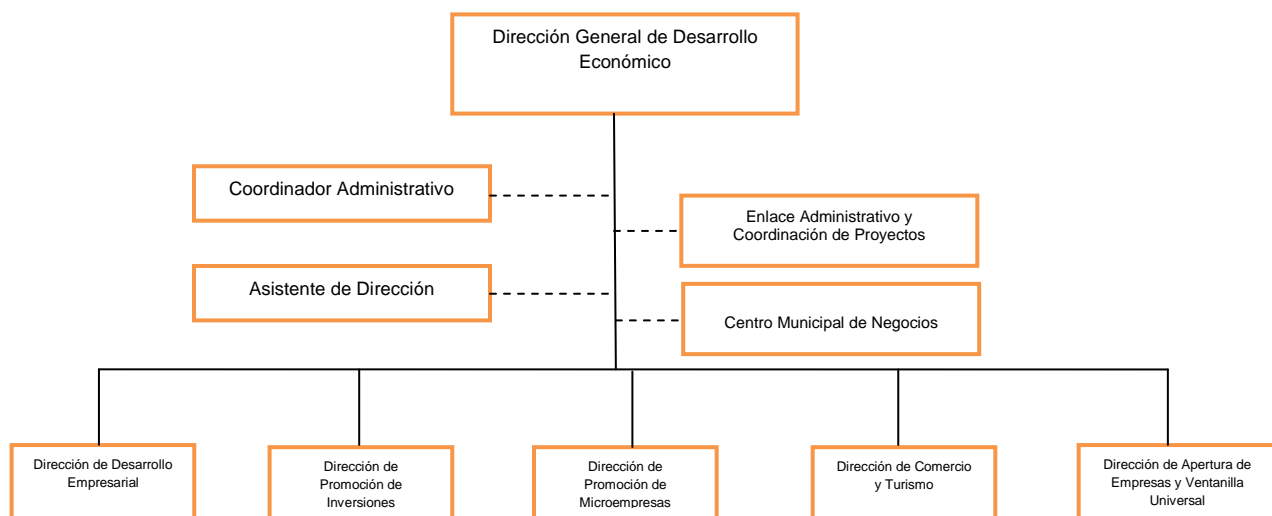 Dirección General de Desarrollo
Económico
Coordinador Administrativo
Enlace Administrativo y
Coordinación de Proyectos
Asistente de Dirección
Centro Municipal de Negocios
Dirección de Desarrollo
Empresarial
Dirección de
Promoción de
Inversiones
Dirección de
Promoción de
Microempresas
Dirección de Comercio
y Turismo
Dirección de Apertura de
Empresas y Ventanilla
Universal